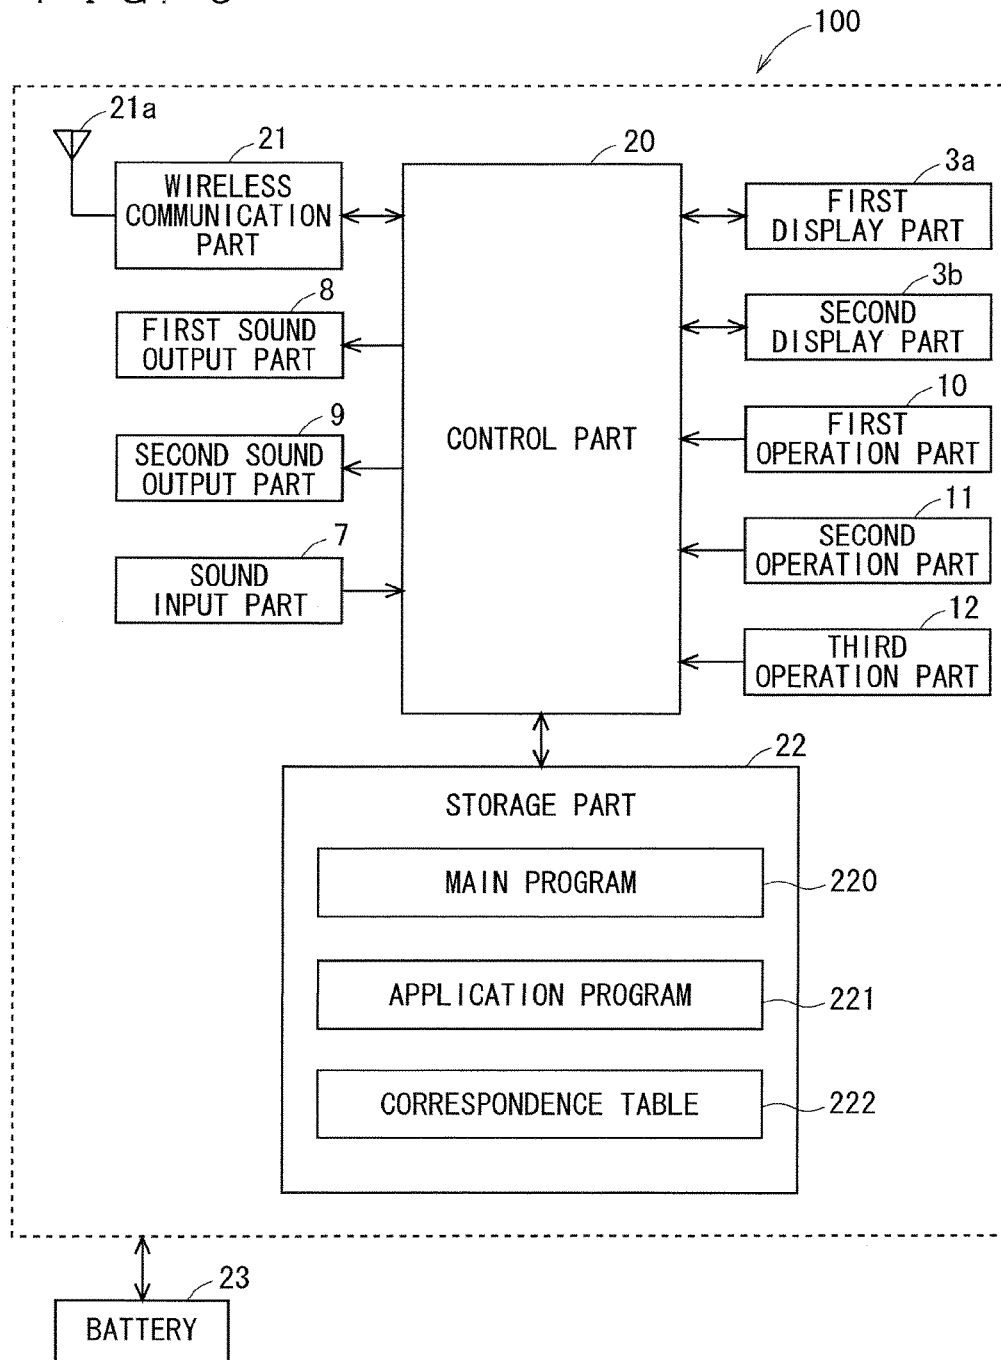 100
21a
21
WIRELESS
COMMUNICATION
PART
20
CONTROL PART
3a
FIRST
DISPLAY PART
8
FIRST SOUND
OUTPUT PART
3b
SECOND
DISPLAY PART
9
SECOND SOUND
OUTPUT PART
10
FIRST
OPERATION PART
7
SOUND
INPUT PART
11
SECOND
OPERATION PART
12
THIRD
OPERATION PART
22
STORAGE PART
MAIN PROGRAM
220
APPLICATION PROGRAM
221
CORRESPONDENCE TABLE
222
23
BATTERY